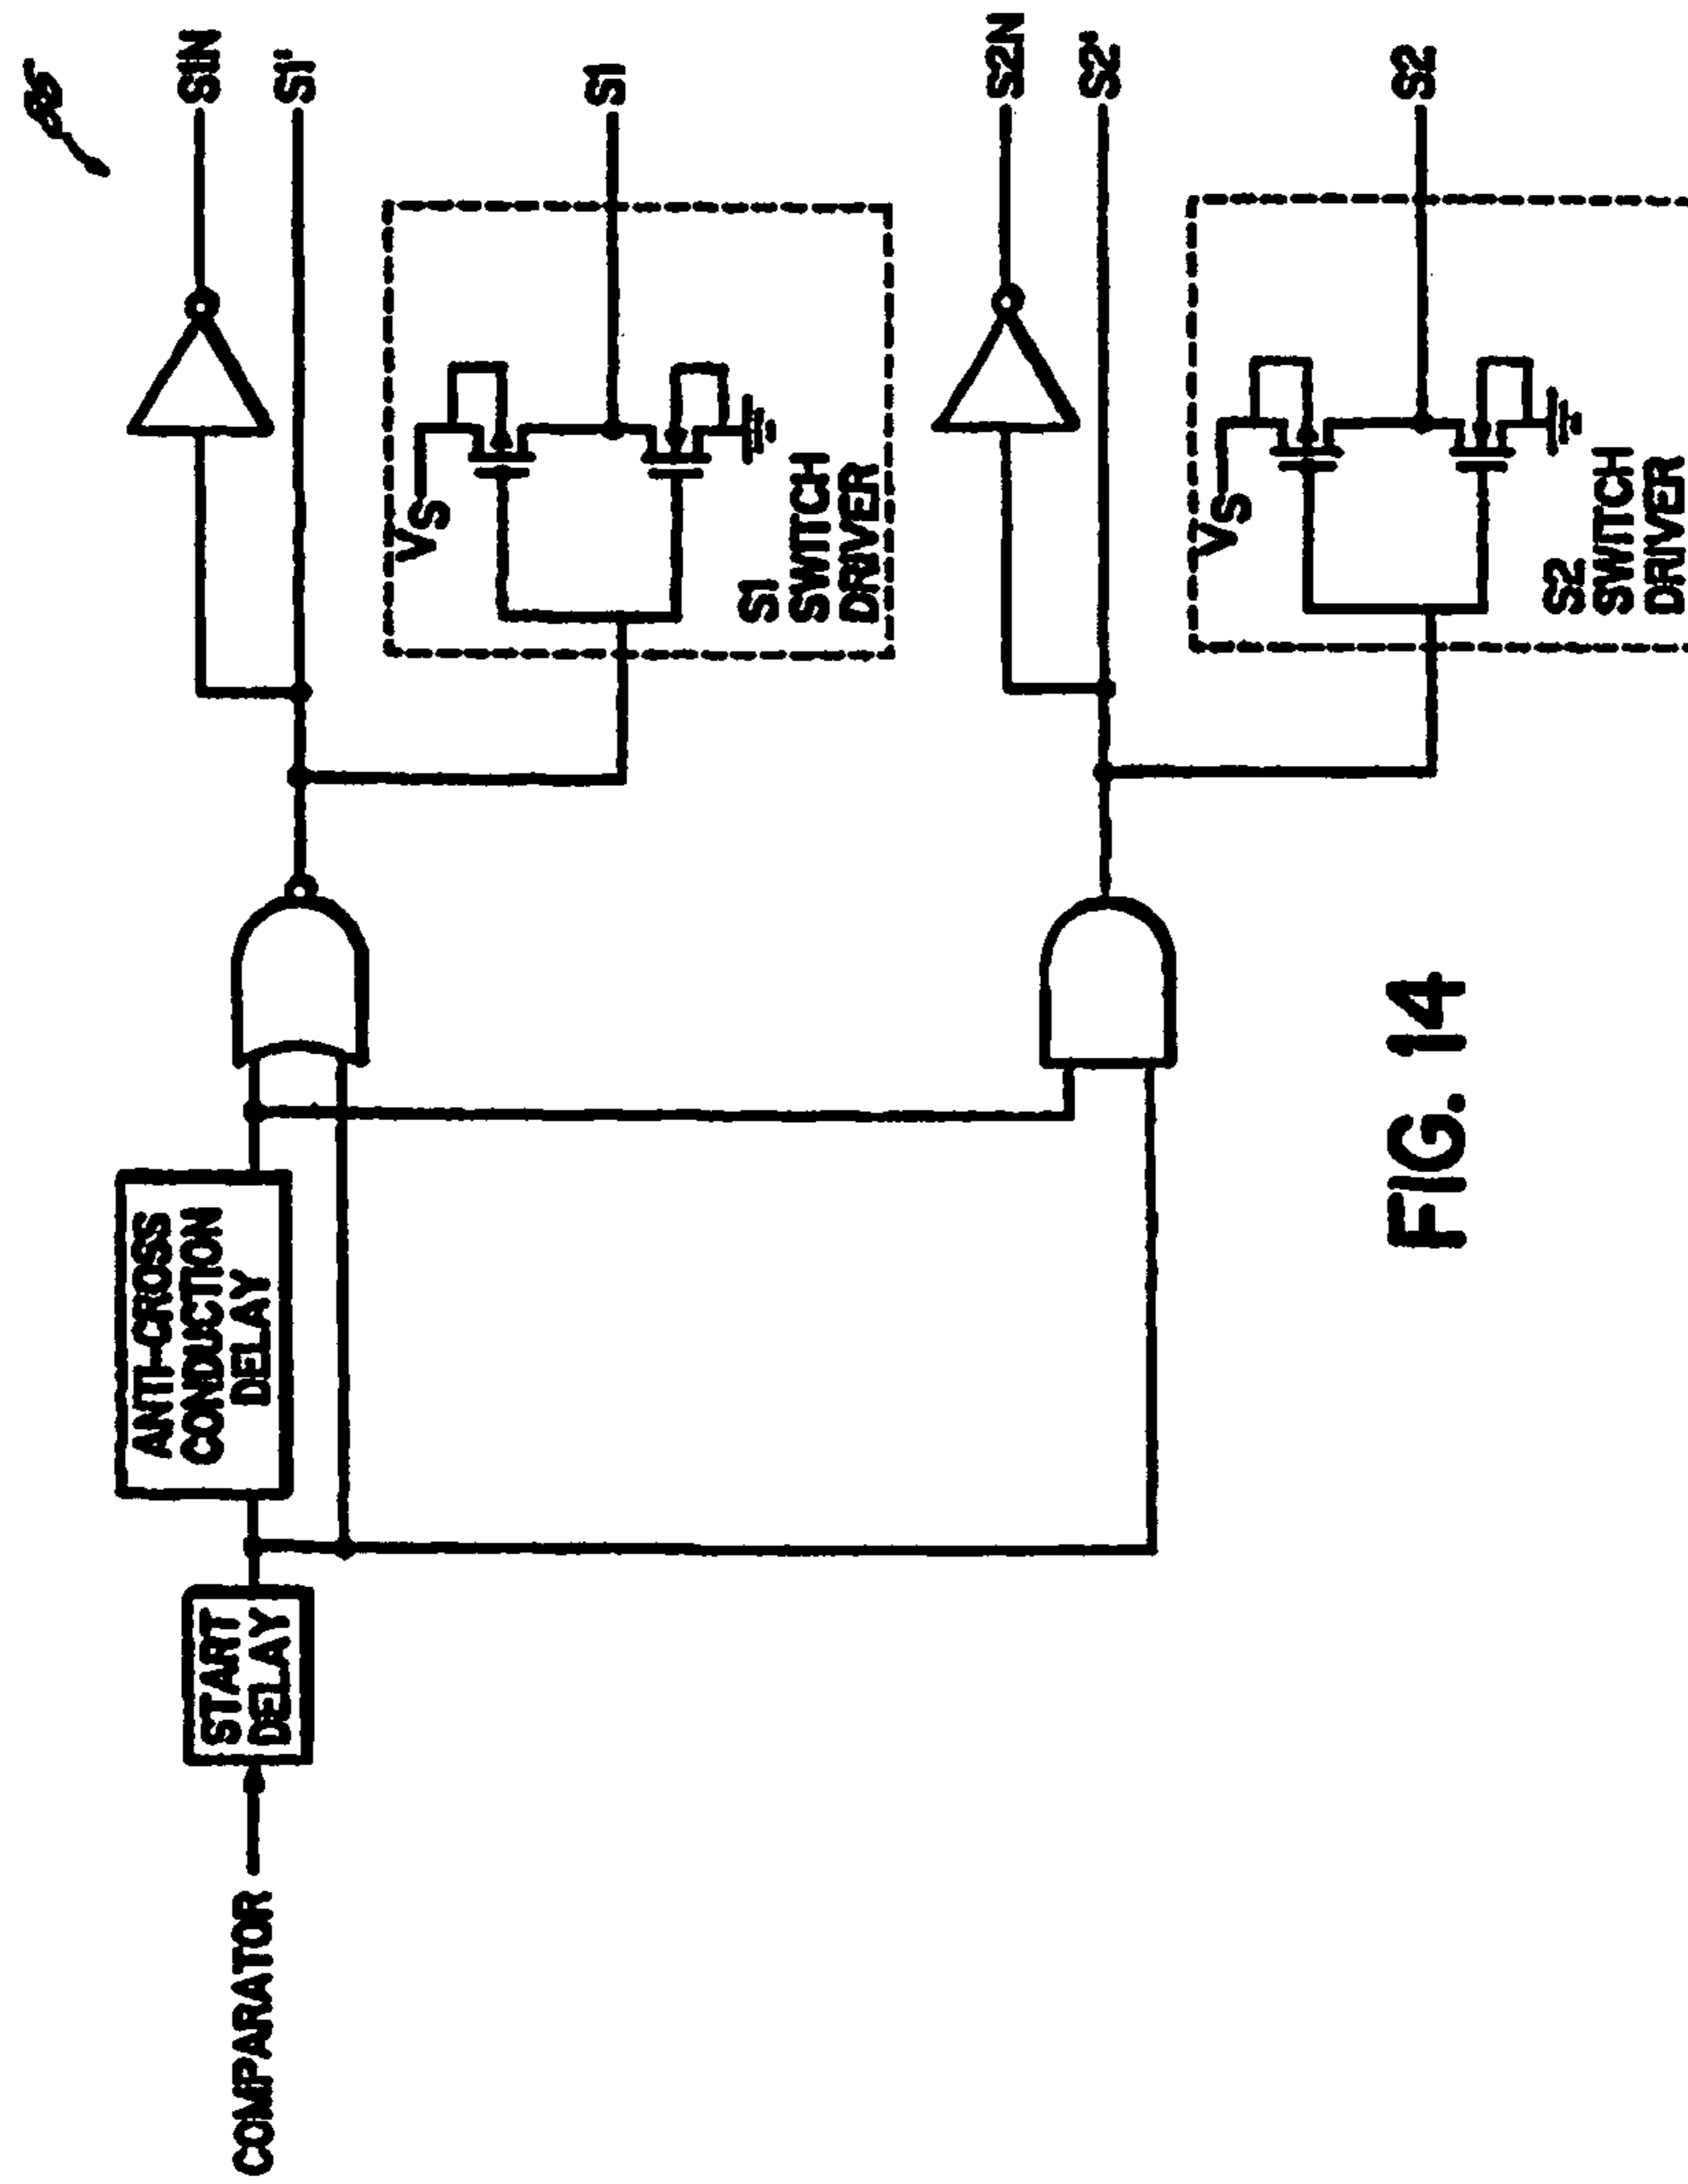 COMPARATOR
START
DELAY
ANTI-CROSS
CONDUCTION
DELAY
S1N
S1'
VS
S1
SWITCH
DRIVER
S1
S2N
S2'
VS
S2
SWITCH
DRIVER
S2
FIG. 14